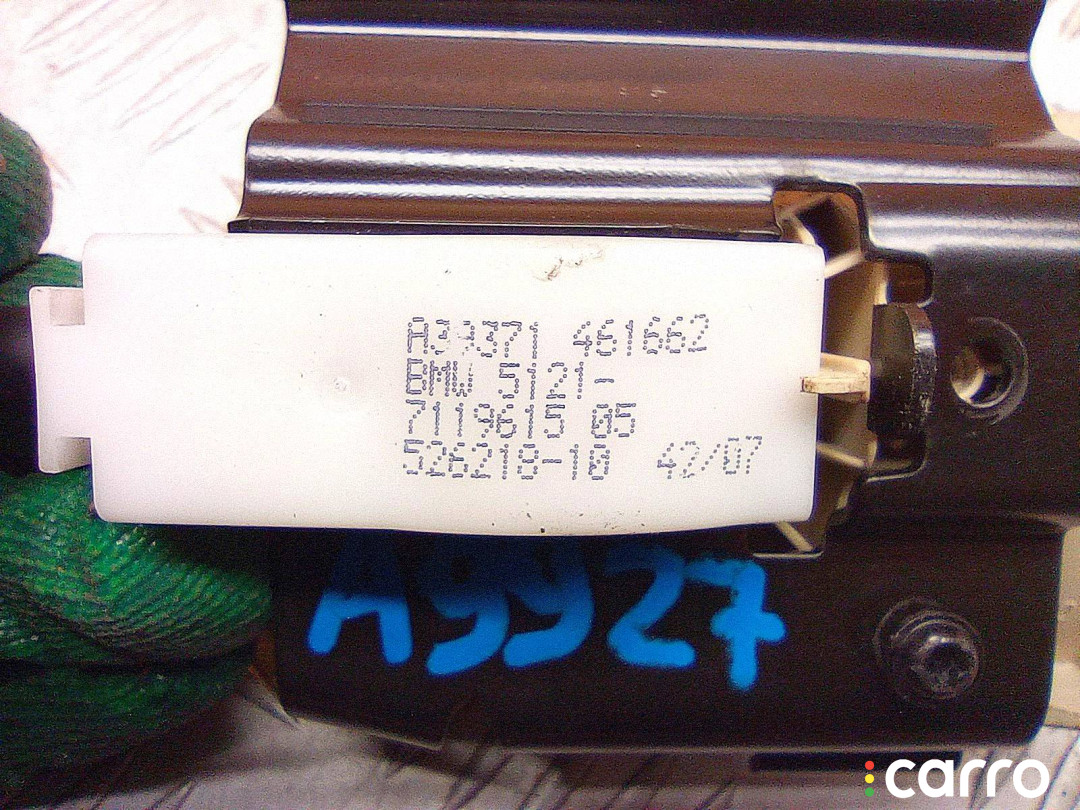 461662
BMW 5121-
7119615 05
526218-10 42/07
A9927
carro